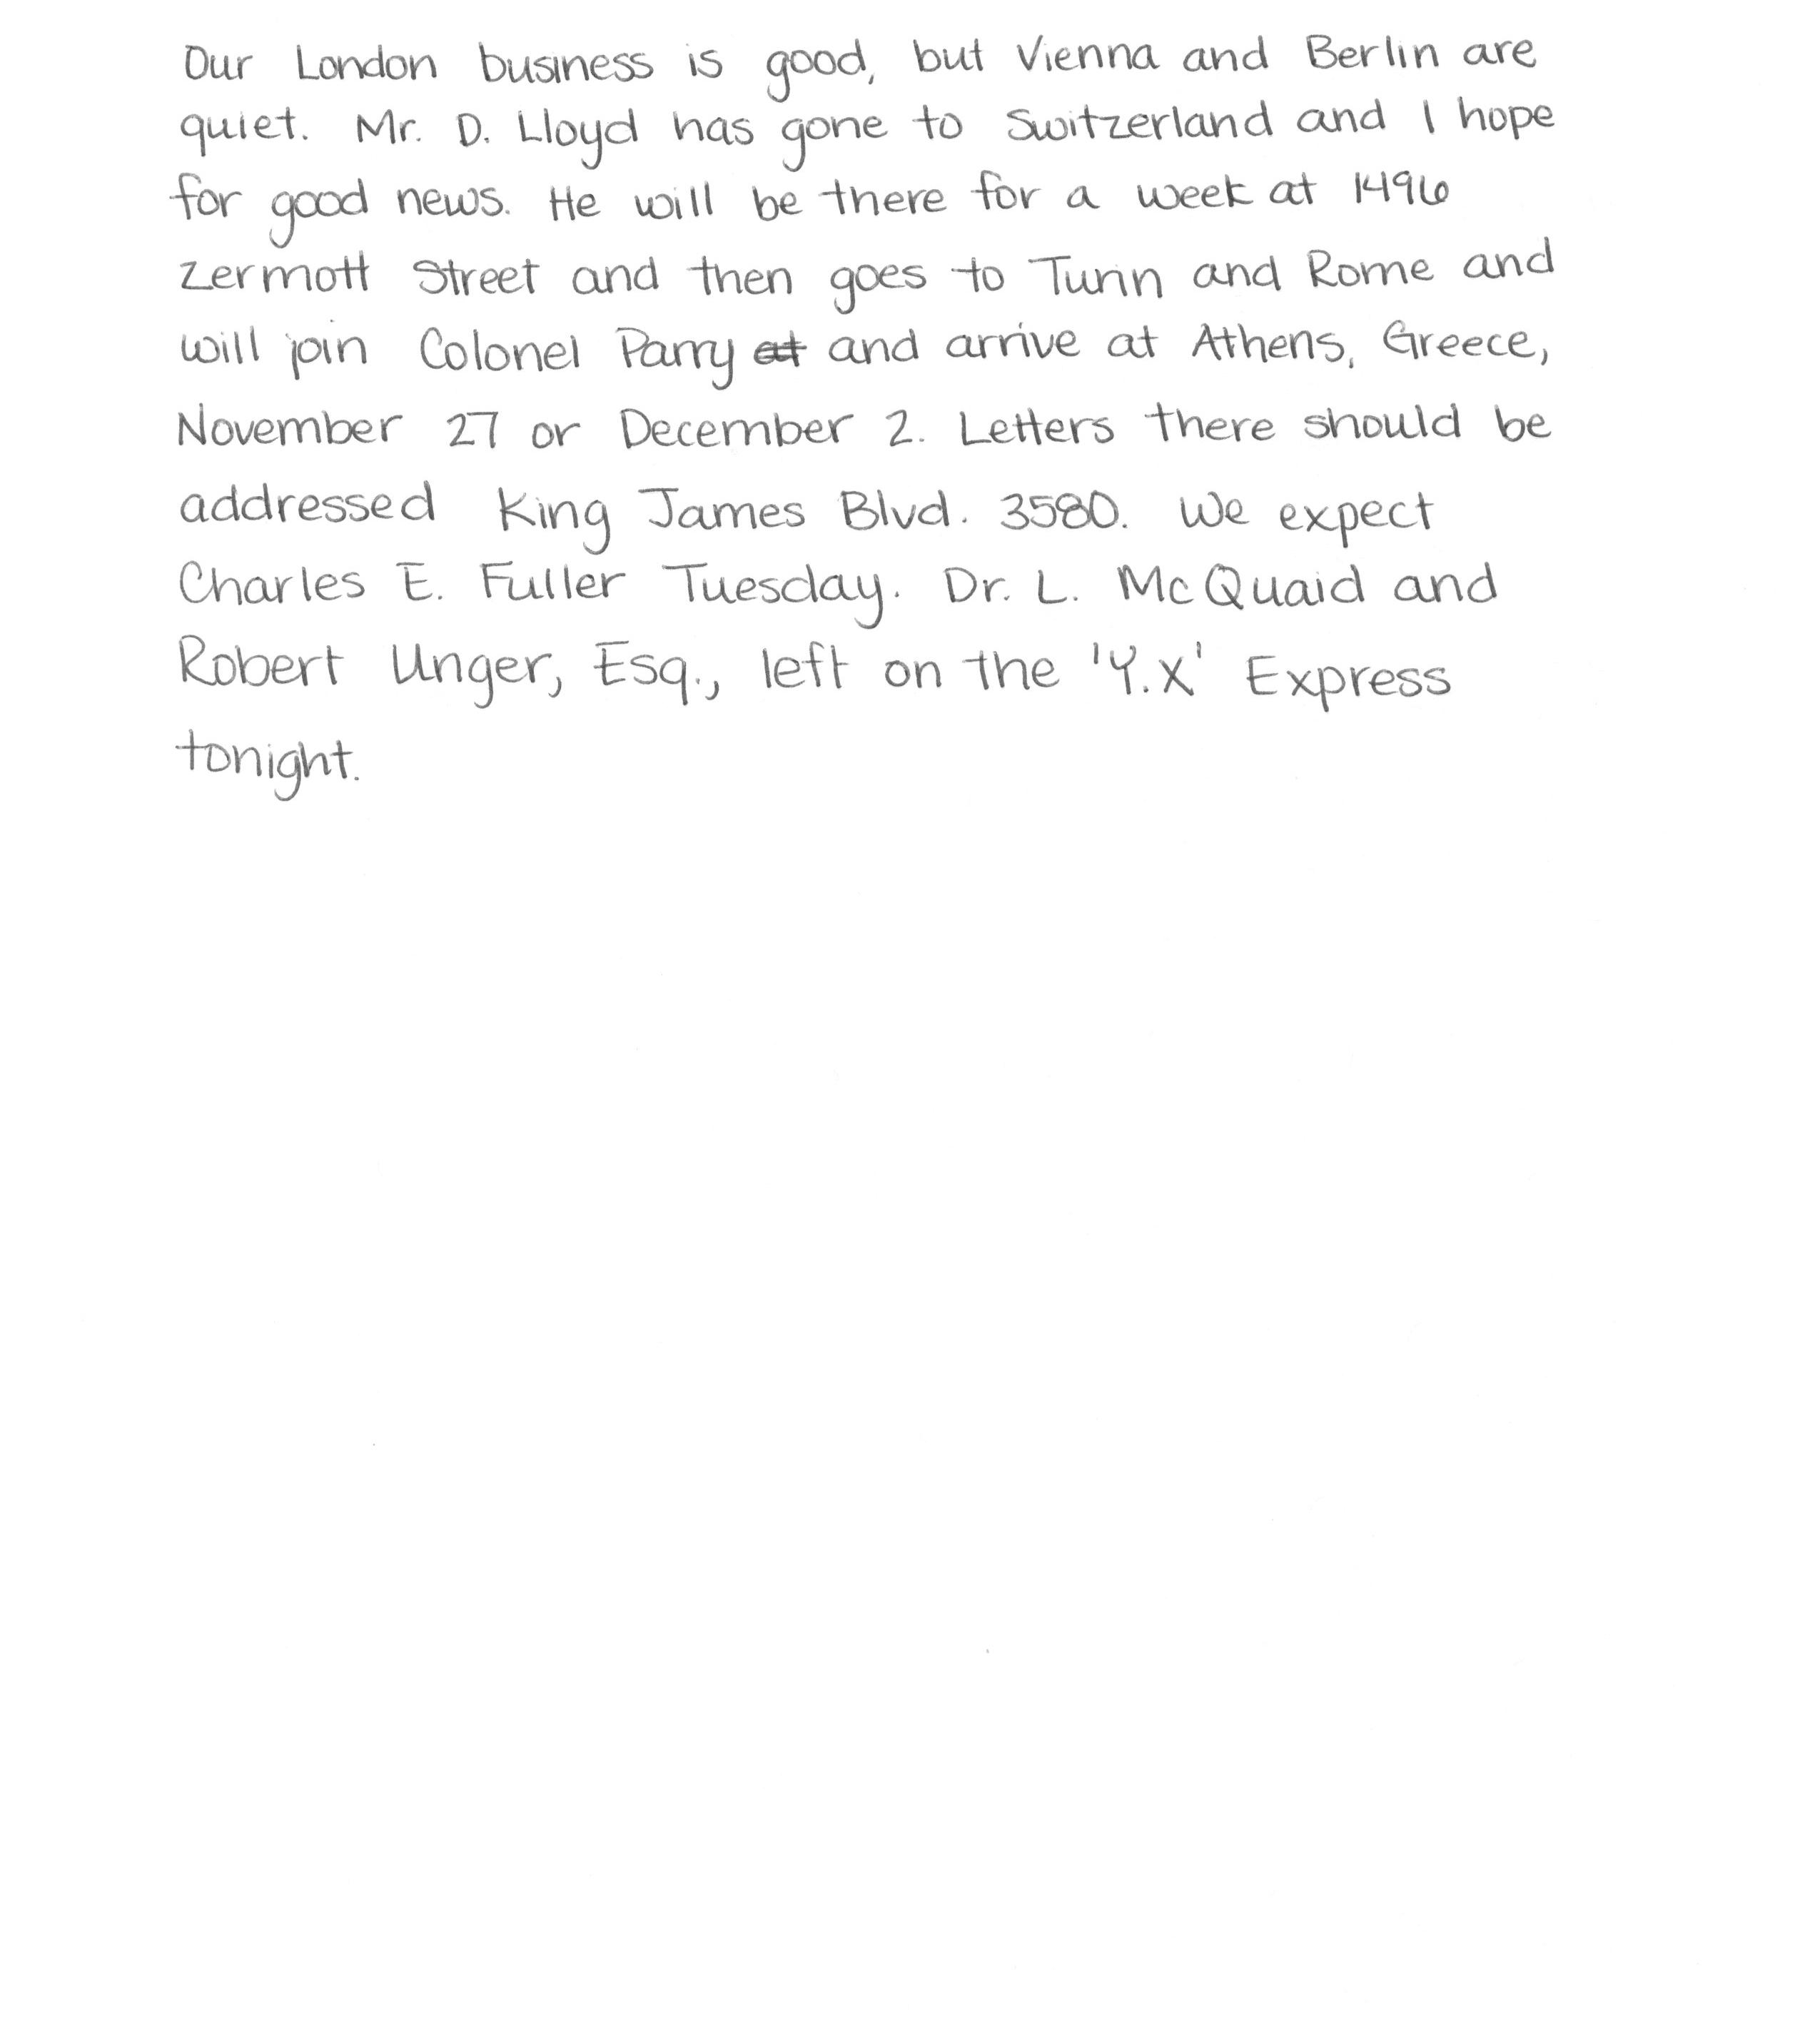 Our London business is good, but Vienna and Berlin are
quiet. Mr. D. Lloyd has gone to Switzerland and I hope
for good news. He will be there for a week at 1496
Zermott Street and then goes to Turin and Rome and
will join Colonel Parry and arrive at Athens, Greece,
November 27 or December 2. Letters there should be
addressed King James Blvd. 3580. We expect
Charles E. Fuller Tuesday. Dr. L. McQuaid and
Robert Unger, Esq., left on the 'Y.X' Express
tonight.